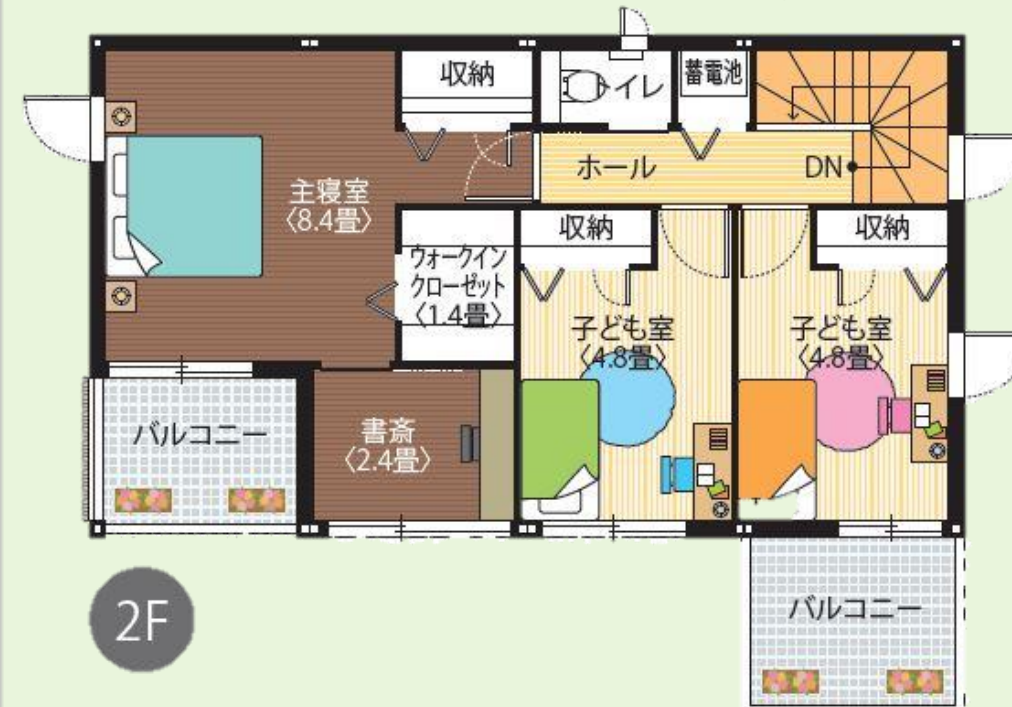 収納
トイレ
蓄電池
ホール
DN
主寝室
〈8.4畳〉
ウォークイン
クローゼット
〈1.4畳〉
収納
収納
子ども室
〈4.8畳〉
子ども室
〈4.8畳〉
バルコニー
書斎
〈2.4畳〉
バルコニー
2F